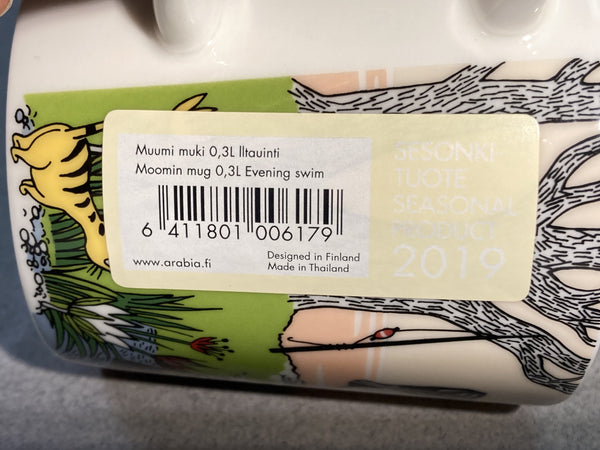 Muumi muki 0,3L Iltauinti
Moomin mug 0,3L Evening swim
6 411801 006179
www.arabia.fi
Designed in Finland
Made in Thailand
SESONKI
TUOTE
SEASONAL
PRODUCT
2019